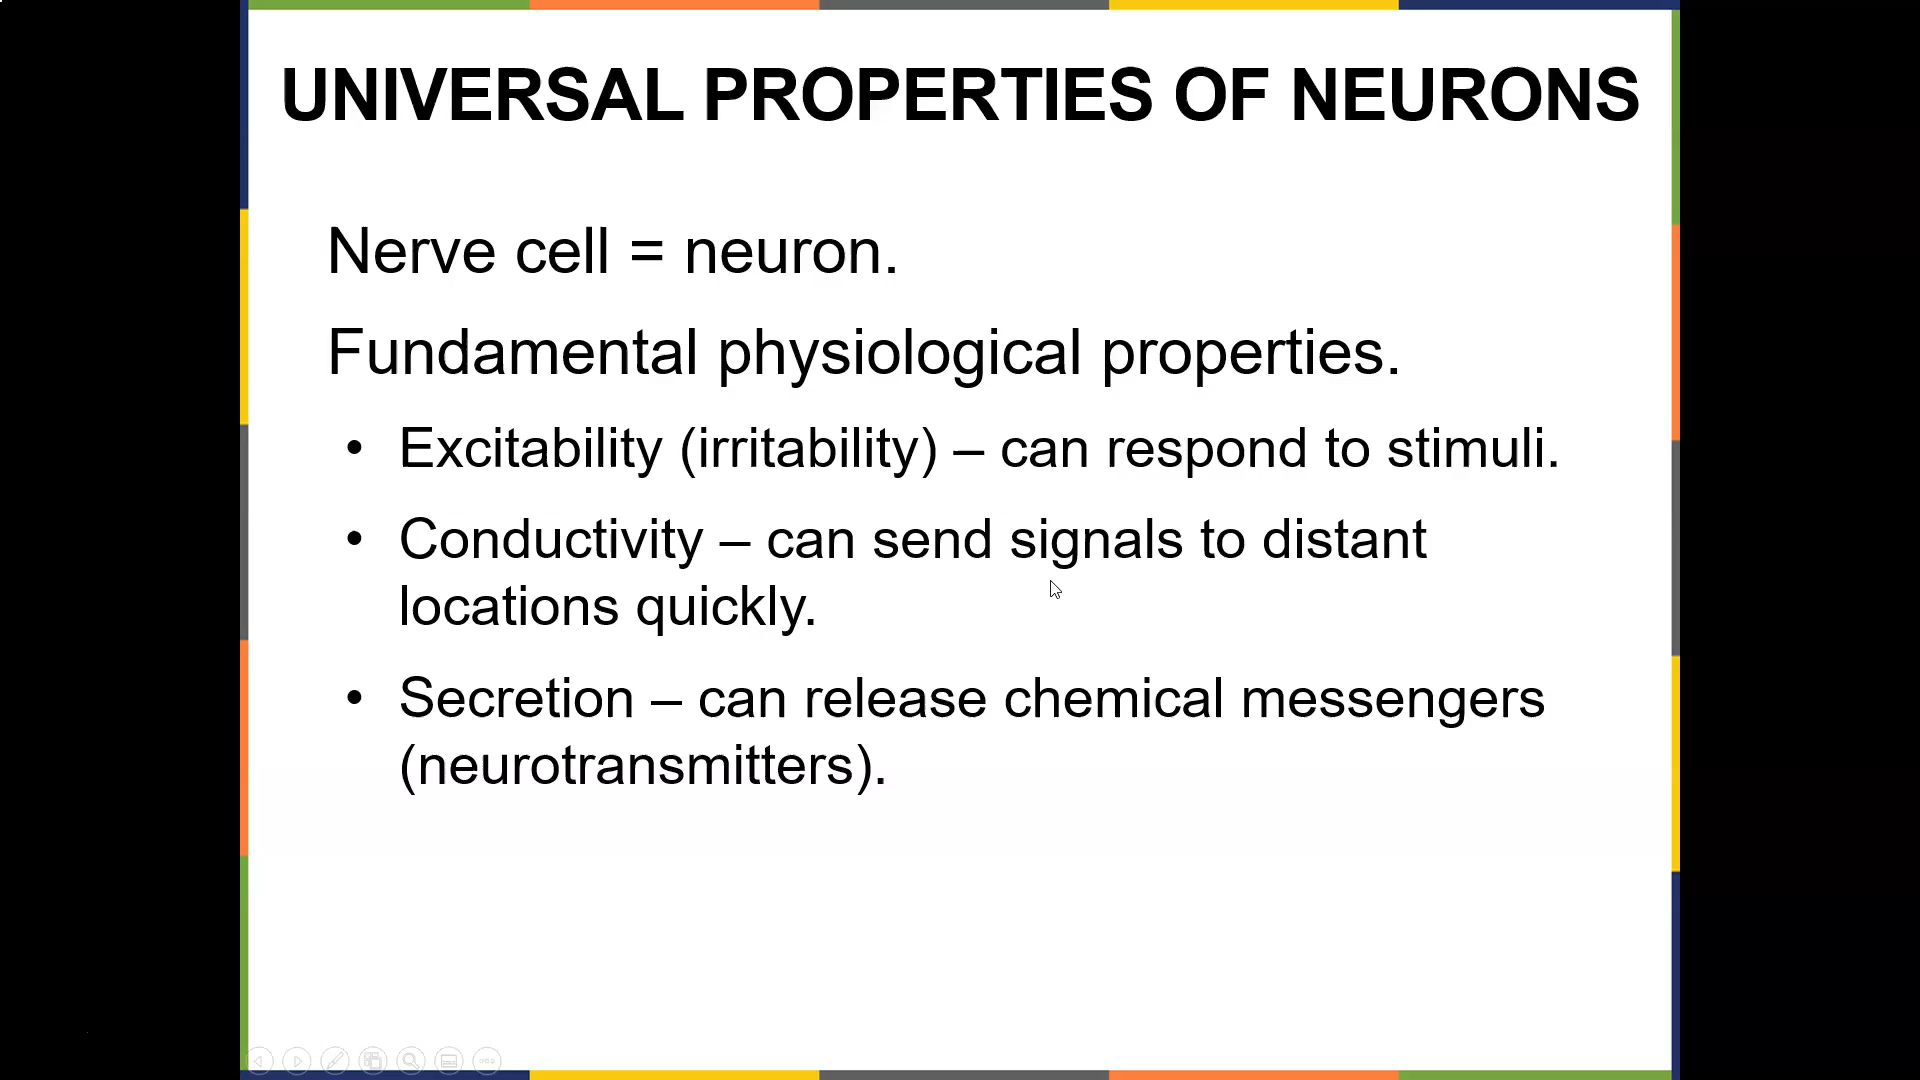 UNIVERSAL PROPERTIES OF NEURONS
Nerve cell = neuron.
Fundamental physiological properties.
• Excitability (irritability) – can respond to stimuli.
• Conductivity – can send signals to distant
locations quickly.
• Secretion – can release chemical messengers
(neurotransmitters).